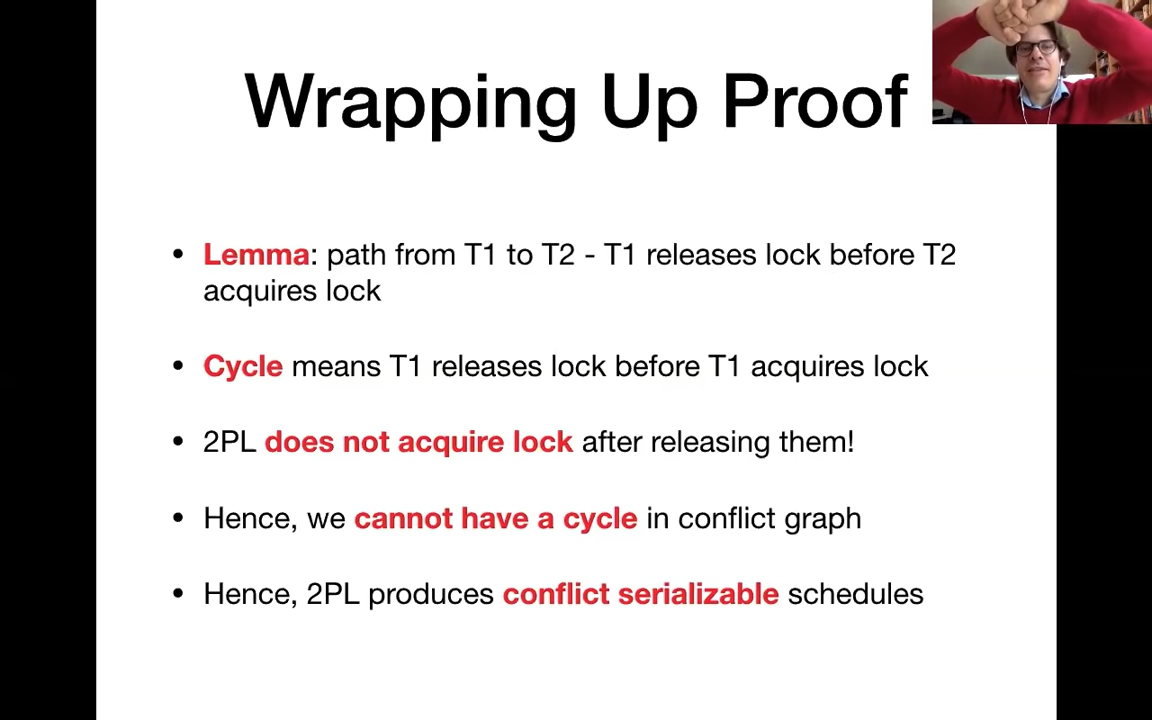 Wrapping Up Proof
• Lemma: path from T1 to T2 - T1 releases lock before T2
acquires lock
• Cycle means T1 releases lock before T1 acquires lock
• 2PL does not acquire lock after releasing them!
• Hence, we cannot have a cycle in conflict graph
• Hence, 2PL produces conflict serializable schedules